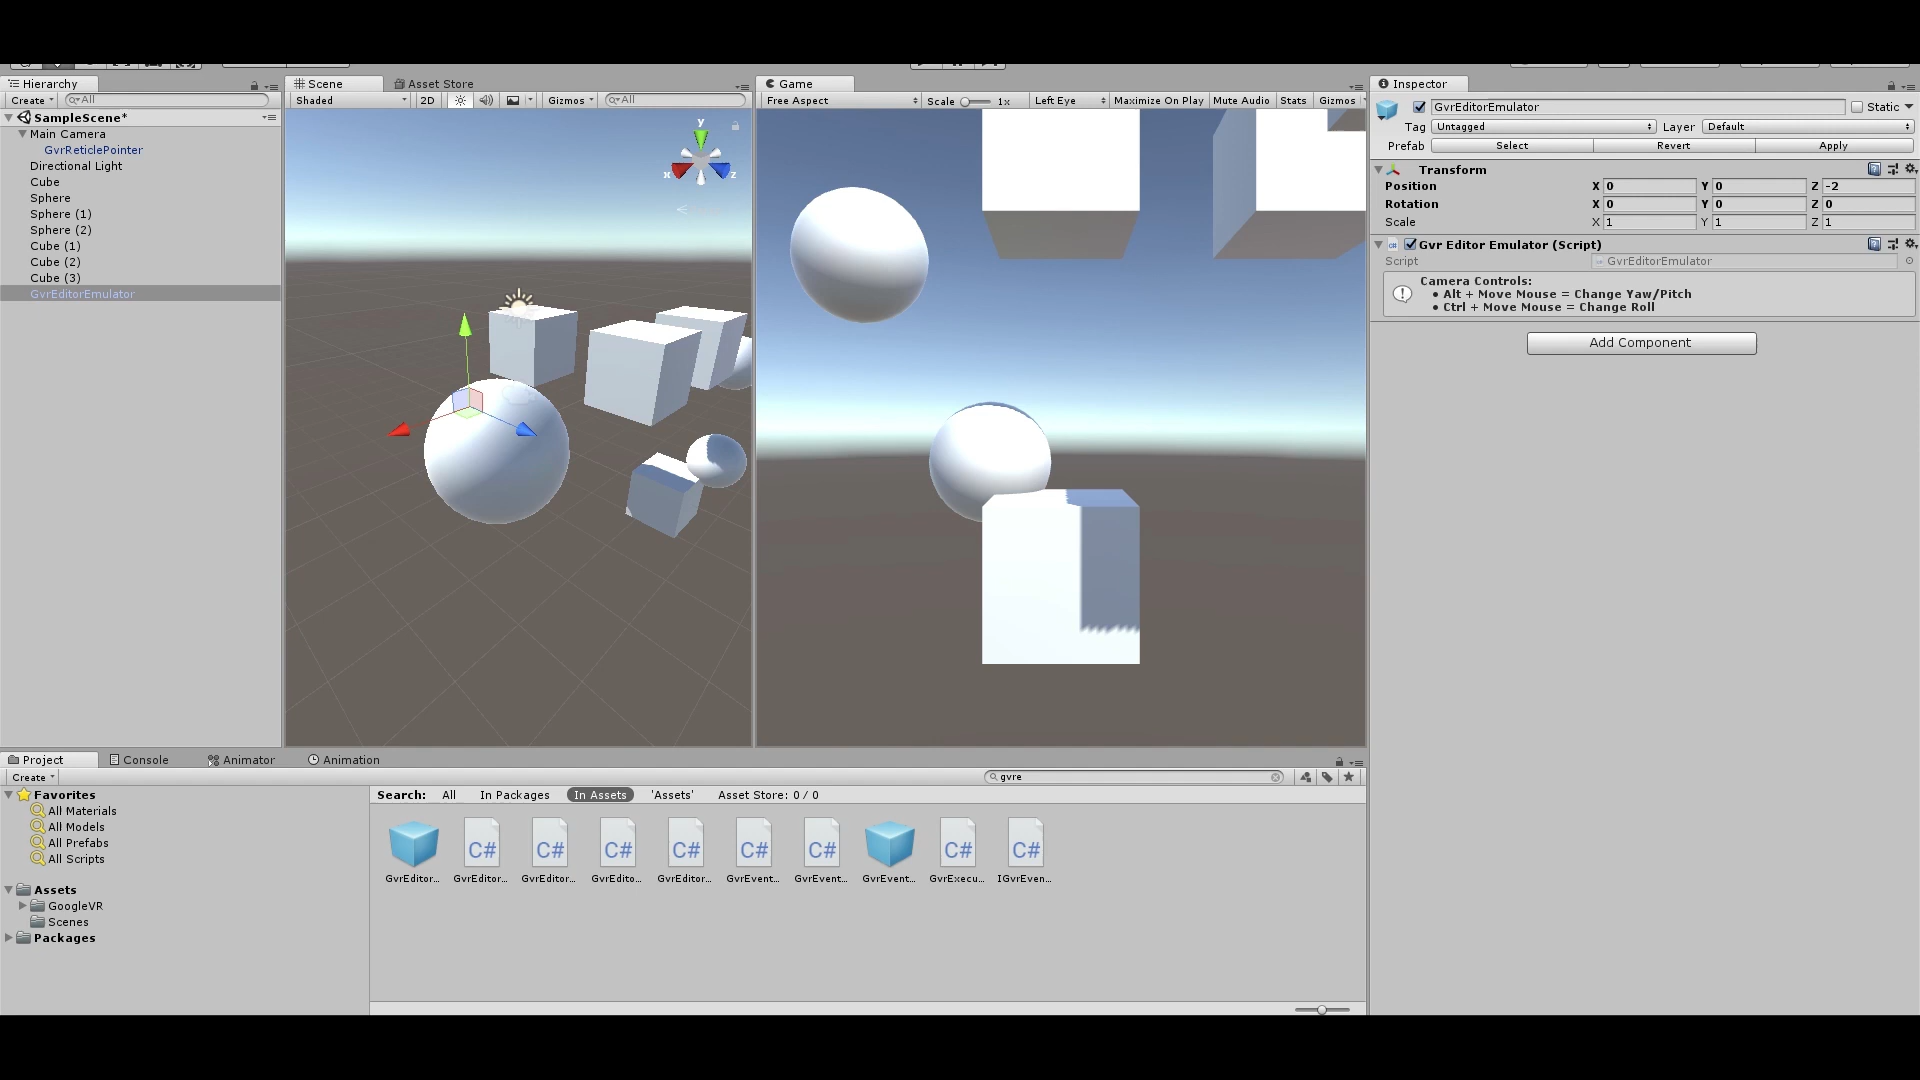 Hierarchy
Create
All
SampleScene*
Main Camera
GvrReticlePointer
Directional Light
Cube
Sphere
Sphere (1)
Sphere (2)
Cube (1)
Cube (2)
Cube (3)
GvrEditorEmulator
Scene
Asset Store
Shaded
2D
Gizmos
All
y
x
z
Game
Free Aspect
Scale
1x
Left Eye
Maximize On Play
Mute Audio
Stats
Gizmos
Inspector
GvrEditorEmulator
Static
Tag
Untagged
Layer
Default
Prefab
Select
Revert
Apply
Transform
Position X 0 Y 0 Z -2
Rotation X 0 Y 0 Z 0
Scale X 1 Y 1 Z 1
Gvr Editor Emulator (Script)
Script
GvrEditorEmulator
Camera Controls:
• Alt + Move Mouse = Change Yaw/Pitch
• Ctrl + Move Mouse = Change Roll
Add Component
Project
Console
Animator
Animation
Create
gvre
Favorites
All Materials
All Models
All Prefabs
All Scripts
Assets
GoogleVR
Scenes
Packages
Search:
All
In Packages
In Assets
'Assets'
Asset Store: 0 / 0
C#
C#
C#
C#
C#
C#
C#
C#
GvrEditor...
GvrEditor...
GvrEditor...
GvrEdito...
GvrEditor...
GvrEvent...
GvrEvent...
GvrEvent...
GvrExecu...
IGvrEven...